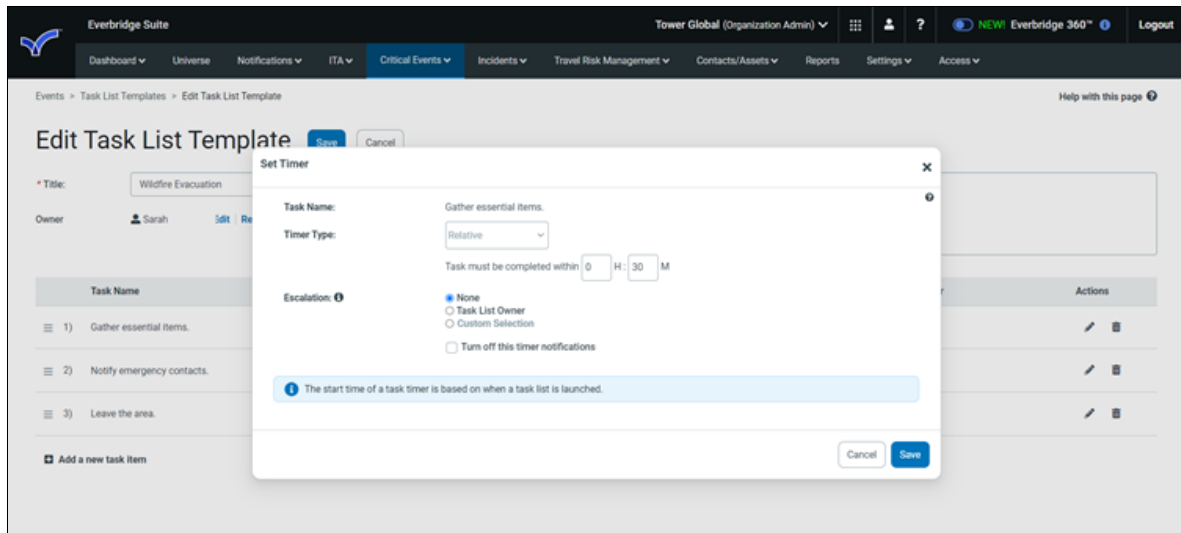 Everbridge Suite
Tower Global (Organization Admin)
?
NEW! Everbridge 360™
Logout
Dashboard
Universe
Notifications
ITA
Critical Events
Incidents
Travel Risk Management
Contacts/Assets
Reports
Settings
Access
Events > Task List Templates > Edit Task List Template
Help with this page
Edit Task List Template
Save
Cancel
* Title:
Wildfire Evacuation
Owner
Sarah
Set Timer
Task Name:
Gather essential items.
Timer Type:
Relative
Task must be completed within 0 H : 30 M
Escalation:
None
Task List Owner
Custom Selection
Turn off this timer notifications
The start time of a task timer is based on when a task list is launched.
Cancel
Save
Task Name
Actions
1) Gather essential items.
2) Notify emergency contacts.
3) Leave the area.
Add a new task item